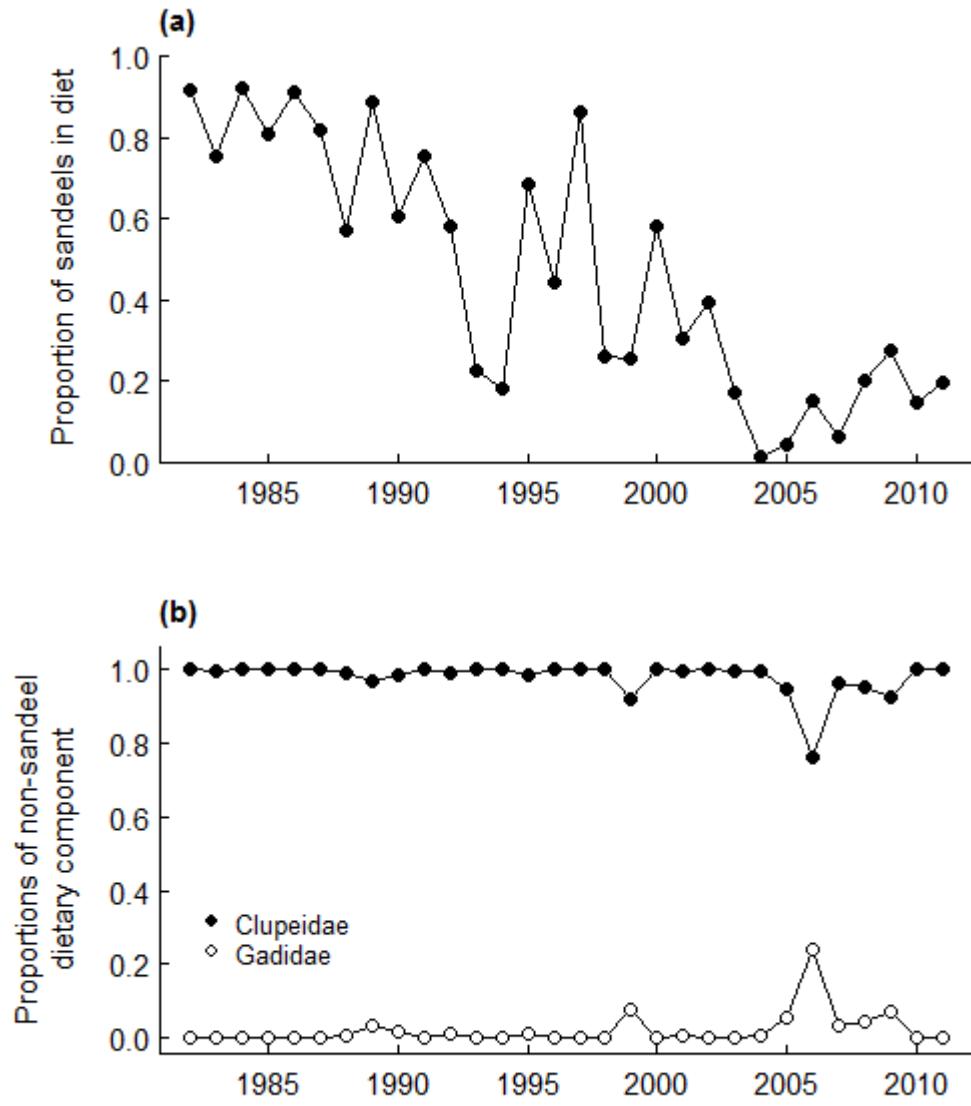 (a)
Proportion of sandeels in diet
1.0
0.8
0.6
0.4
0.2
0.0
1985 1990 1995 2000 2005 2010
(b)
Proportions of non-sandeel
dietary component
1.0
0.8
0.6
0.4
0.2
0.0
Clupeidae
Gadidae
1985 1990 1995 2000 2005 2010